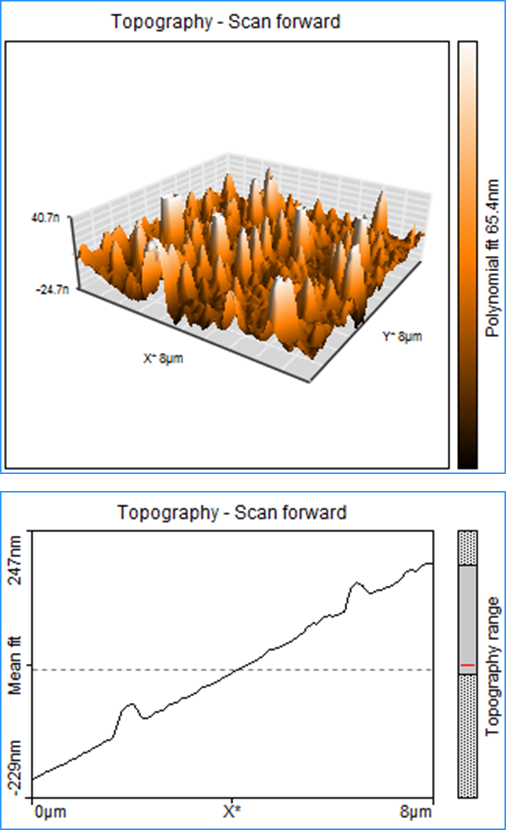 Topography - Scan forward
40.7n
-24.7n
X* 8µm
Y* 8µm
Polynomial fit 65.4nm
Topography - Scan forward
247nm
Mean fit
-229nm
0µm
X*
8µm
Topography range